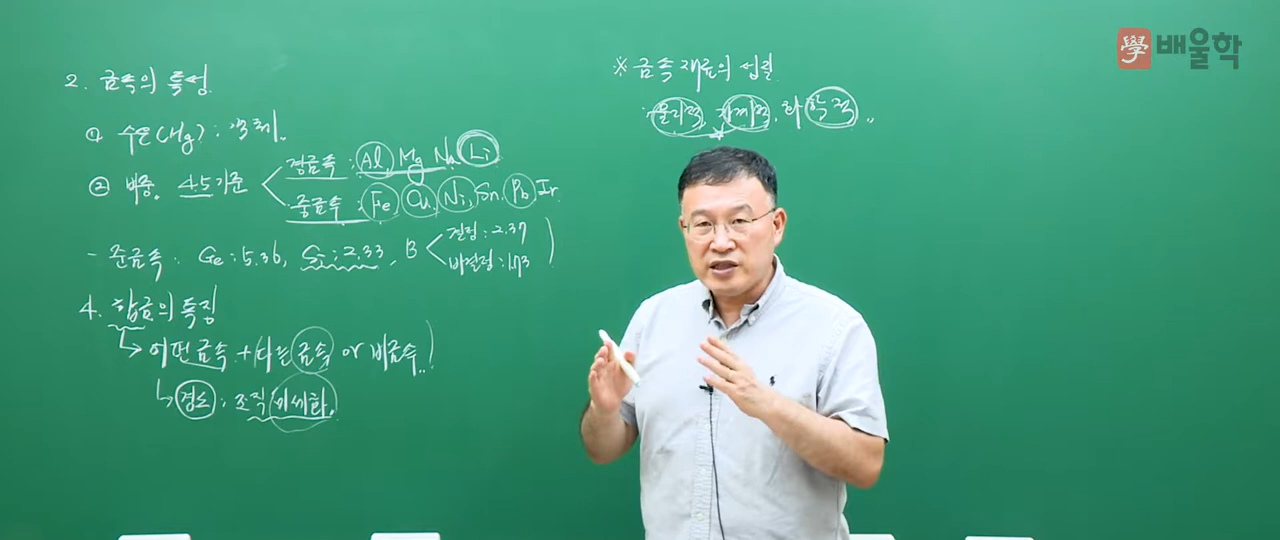 2. 금속의 특성
① 수은(Hg) : 액체..
② 비중. 4.5 기준
경금속 : Al, Mg Na Li
중금속 : Fe Cu, Ni, Sn. Pb Ir
- 준금속 : Ge : 5.36, Si : 2.33, B
결정 : 2.37
비결정 : 1.73
4. 합금의 특징
어떤 금속 + 다른 금속 or 비금속..!
경도 : 조직 미세화.
※ 금속 재료의 성질
: 물리적, 기계적, 화학적..
學 배울학